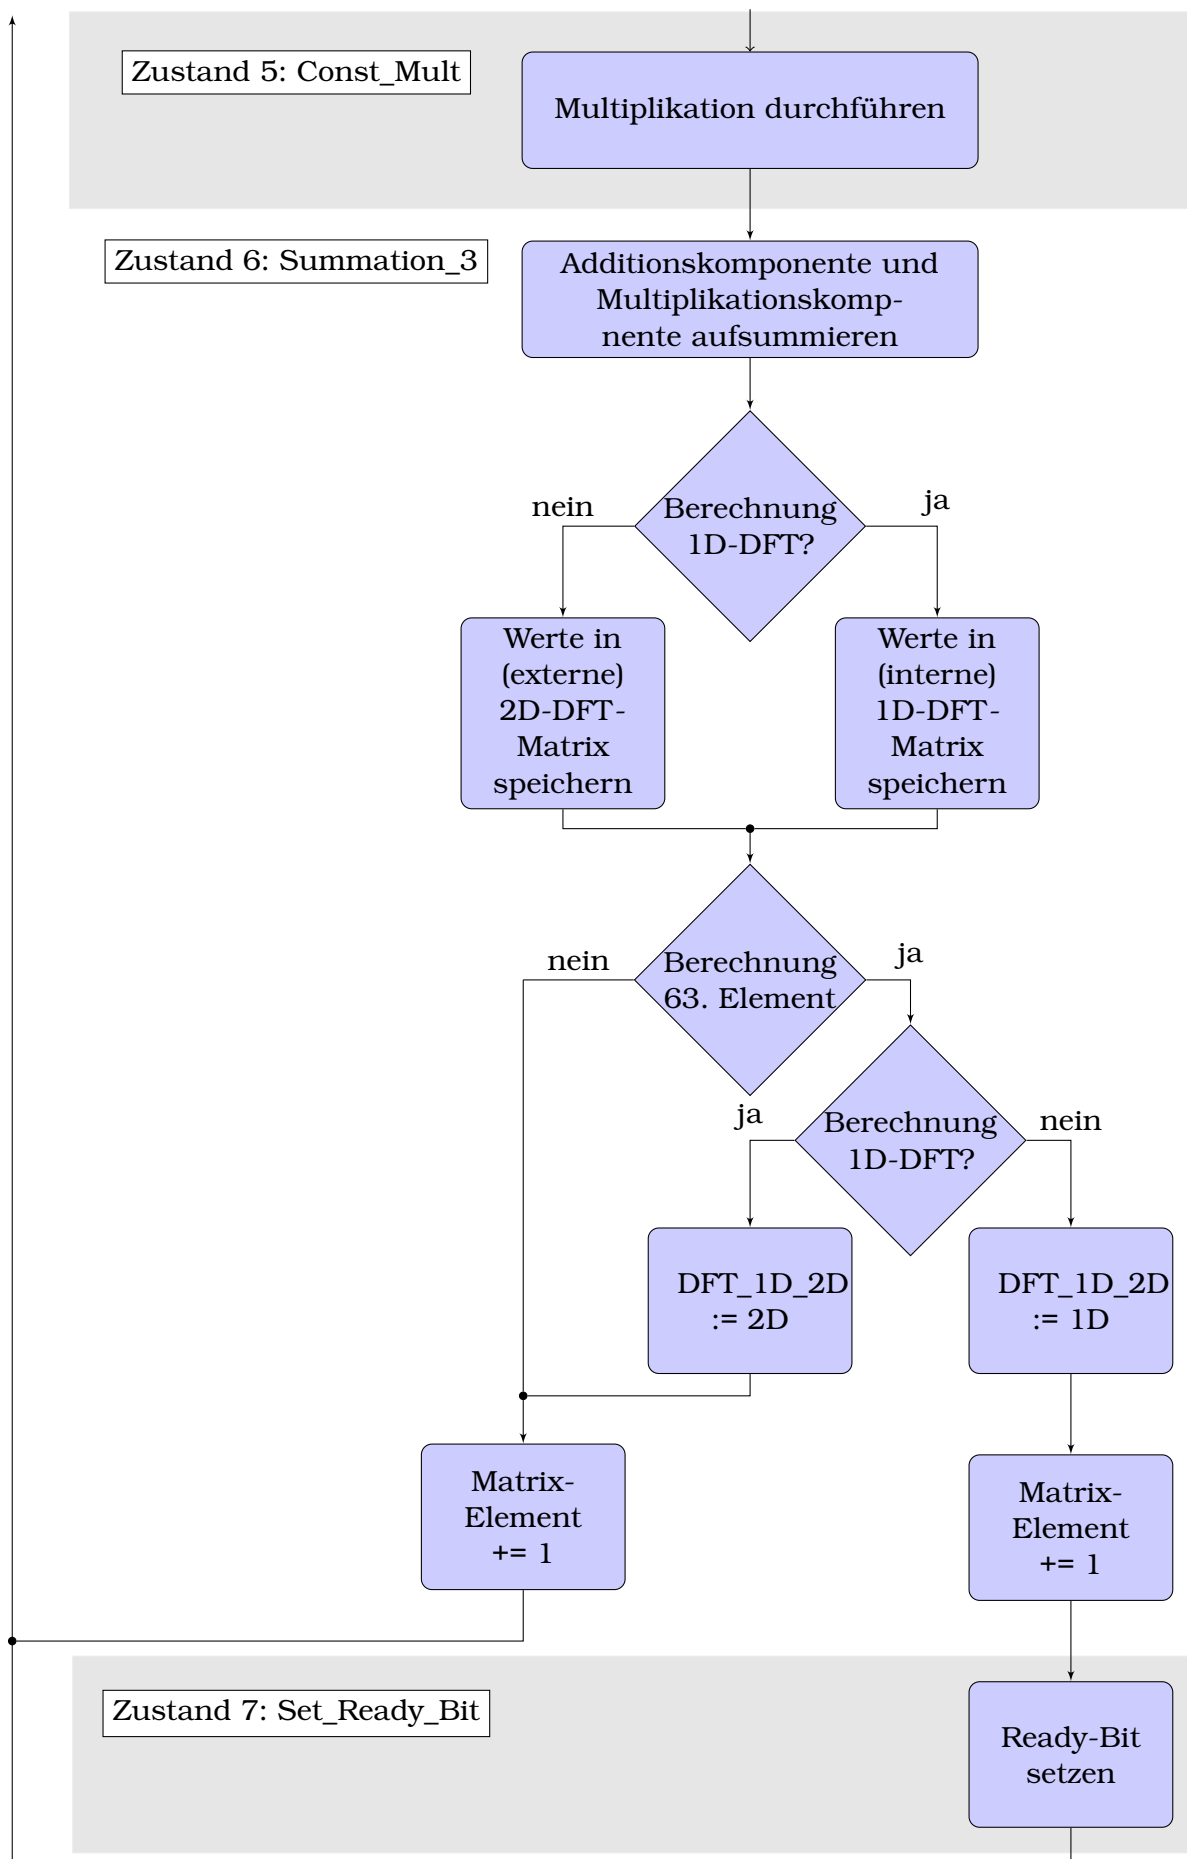 Zustand 5: Const_Mult
Multiplikation durchführen
Zustand 6: Summation_3
Additionskomponente und
Multiplikationskomp-
nente aufsummieren
nein
Berechnung
1D-DFT?
ja
Werte in
(externe)
2D-DFT-
Matrix
speichern
Werte in
(interne)
1D-DFT-
Matrix
speichern
nein
Berechnung
63. Element
ja
ja
Berechnung
1D-DFT?
nein
DFT_1D_2D
:= 2D
DFT_1D_2D
:= 1D
Matrix-
Element
+= 1
Matrix-
Element
+= 1
Zustand 7: Set_Ready_Bit
Ready-Bit
setzen